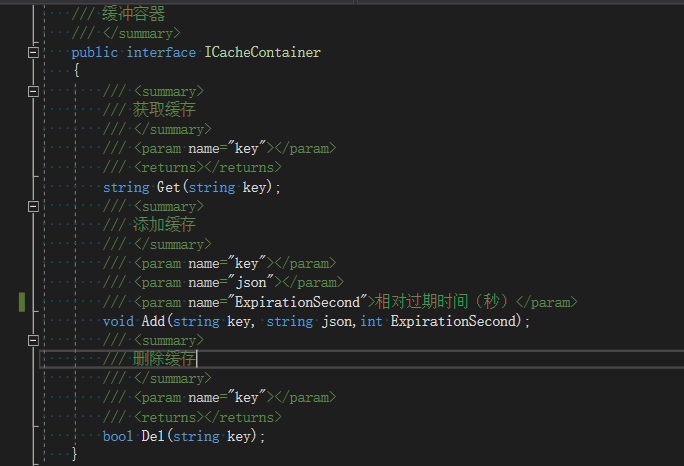 /// 缓冲容器
/// </summary>
public interface ICacheContainer
{
/// <summary>
/// 获取缓存
/// </summary>
/// <param name="key"></param>
/// <returns></returns>
string Get(string key);
/// <summary>
/// 添加缓存
/// </summary>
/// <param name="key"></param>
/// <param name="json"></param>
/// <param name="ExpirationSecond">相对过期时间（秒）</param>
void Add(string key, string json,int ExpirationSecond);
/// <summary>
/// 删除缓存
/// </summary>
/// <param name="key"></param>
/// <returns></returns>
bool Del(string key);
}